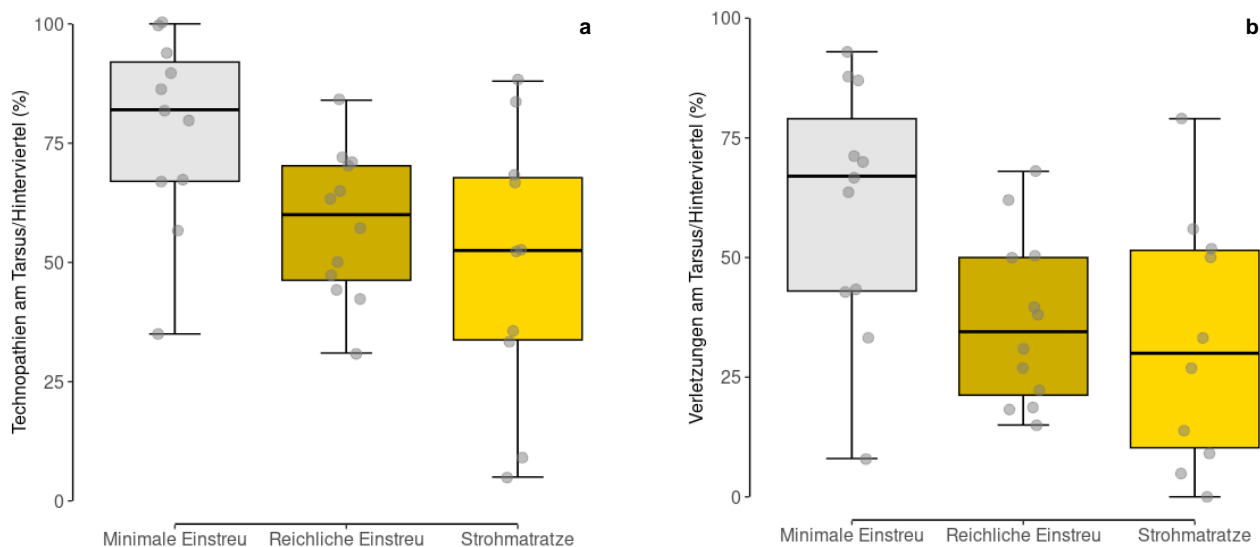 a
Technopathien am Tarsus/Hinterviertel (%)
100
75
50
25
0
Minimale Einstreu
Reichliche Einstreu
Strohmatratze
b
Verletzungen am Tarsus/Hinterviertel (%)
100
75
50
25
0
Minimale Einstreu
Reichliche Einstreu
Strohmatratze